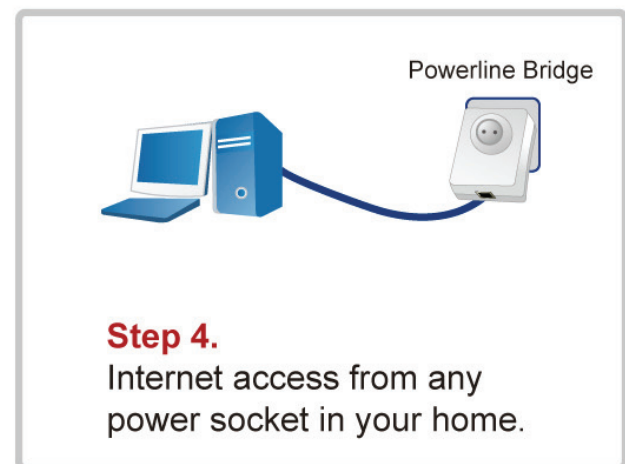 Powerline Bridge
Step 4.
Internet access from any
power socket in your home.